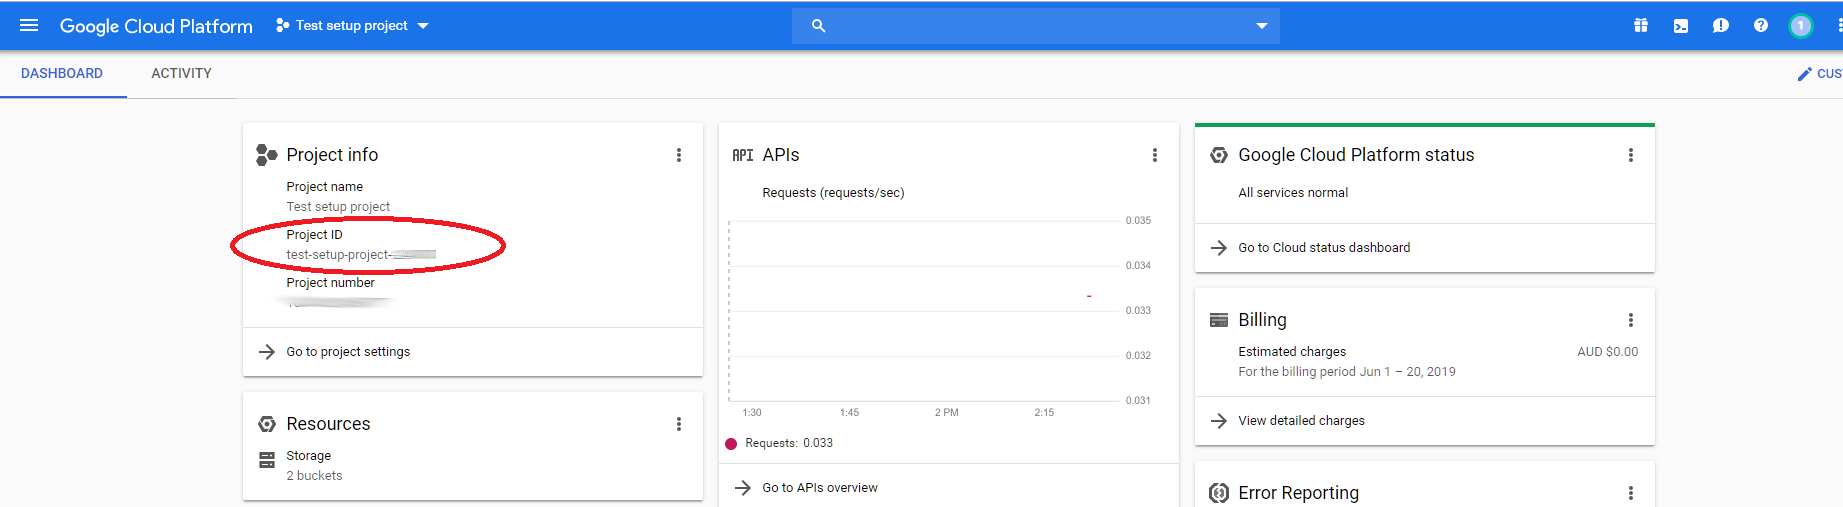 Google Cloud Platform
Test setup project
1
DASHBOARD
ACTIVITY
CUS
Project info
Project name
Test setup project
Project ID
test-setup-project-
Project number
Go to project settings
Resources
Storage
2 buckets
API APIs
Requests (requests/sec)
0.035
0.034
0.033
0.032
0.031
1:30 1:45 2 PM 2:15
Requests: 0.033
Go to APIs overview
Google Cloud Platform status
All services normal
Go to Cloud status dashboard
Billing
Estimated charges AUD $0.00
For the billing period Jun 1 – 20, 2019
View detailed charges
Error Reporting